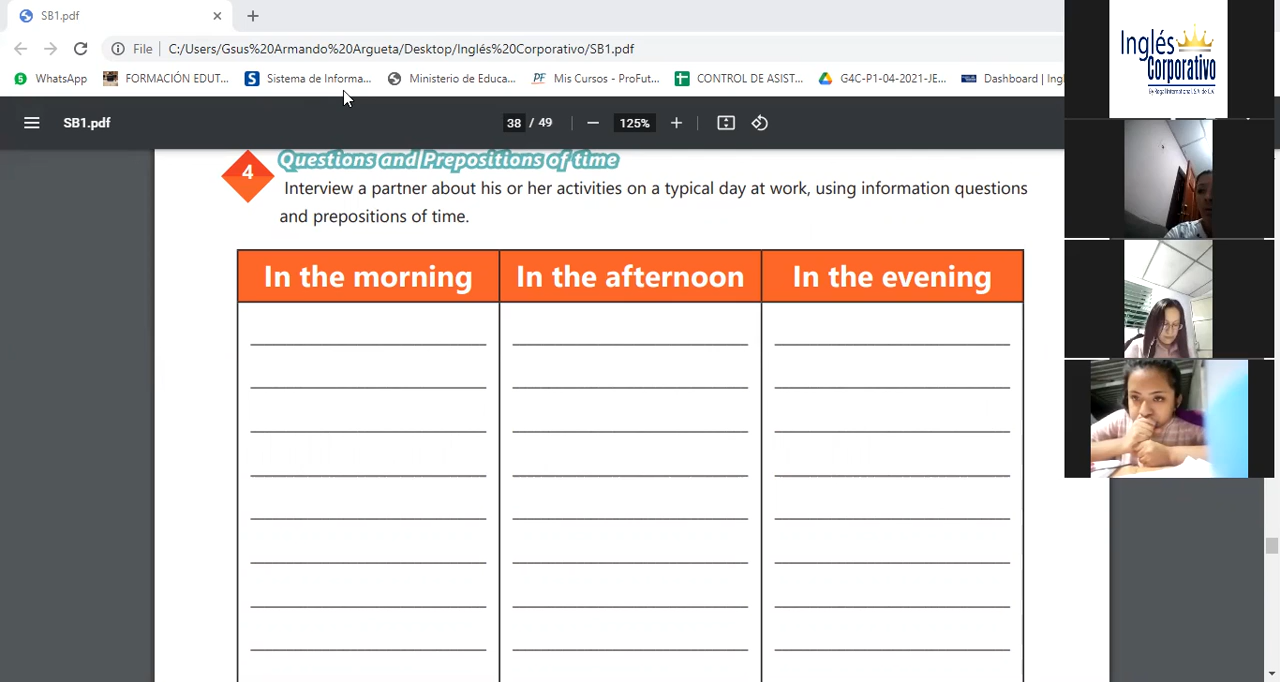 SB1.pdf
File
C:/Users/Gsus%20Armando%20Argueta/Desktop/Inglés%20Corporativo/SB1.pdf
WhatsApp
FORMACIÓN EDUT...
Sistema de Informa...
Ministerio de Educa...
PF
Mis Cursos - ProFut...
CONTROL DE ASIST...
G4C-P1-04-2021-JE...
Dashboard | Ingl
SB1.pdf
38 / 49
125%
Inglés
Corporativo
4
Questions and Prepositions of time
Interview a partner about his or her activities on a typical day at work, using information questions
and prepositions of time.
In the morning
In the afternoon
In the evening